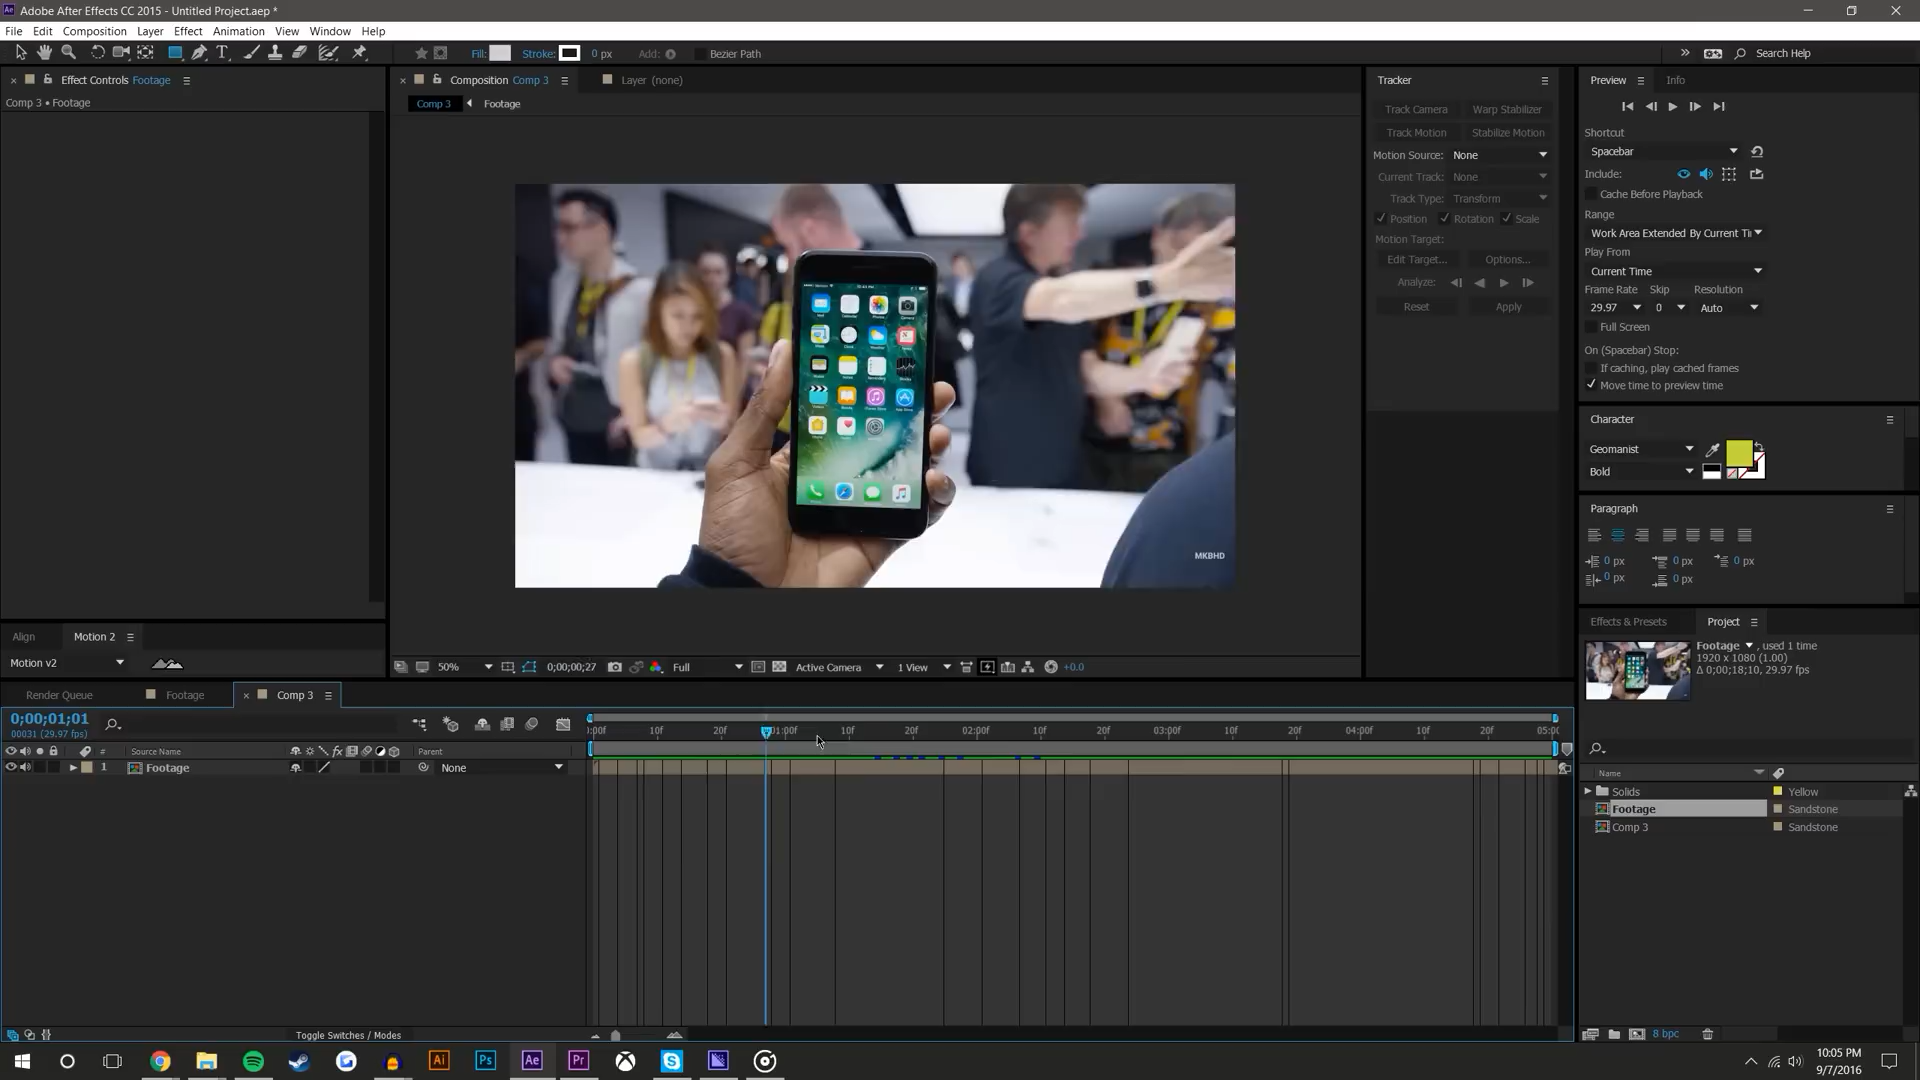 Adobe After Effects CC 2015 - Untitled Project.aep *
File Edit Composition Layer Effect Animation View Window Help
Fill: Stroke: 0 px Add: Bezier Path
Search Help
Effect Controls Footage
Comp 3 • Footage
Composition Comp 3
Layer (none)
Comp 3 Footage
MKBHD
50% 0;00;00;27 Full Active Camera 1 View +0.0
Tracker
Track Camera Warp Stabilizer
Track Motion Stabilize Motion
Motion Source: None
Current Track: None
Track Type: Transform
Position Rotation Scale
Motion Target:
Edit Target... Options...
Analyze:
Reset Apply
Preview Info
Shortcut
Spacebar
Include:
Cache Before Playback
Range
Work Area Extended By Current Ti
Play From
Current Time
Frame Rate Skip Resolution
29.97 0 Auto
Full Screen
On (Spacebar) Stop:
If caching, play cached frames
Move time to preview time
Character
Geomanist
Bold
Paragraph
0 px 0 px 0 px
0 px 0 px
Effects & Presets Project
Footage , used 1 time
1920 x 1080 (1.00)
Δ 0;00;18;10, 29.97 fps
Name
Solids Yellow
Footage Sandstone
Comp 3 Sandstone
8 bpc
Align Motion 2
Motion v2
Render Queue Footage Comp 3
0;00;01;01
00031 (29.97 fps)
# Source Name Parent
1 Footage None
:00f 10f 20f 01:00f 10f 20f 02:00f 10f 20f 03:00f 10f 20f 04:00f 10f 20f 05:00
Toggle Switches / Modes
10:05 PM
9/7/2016